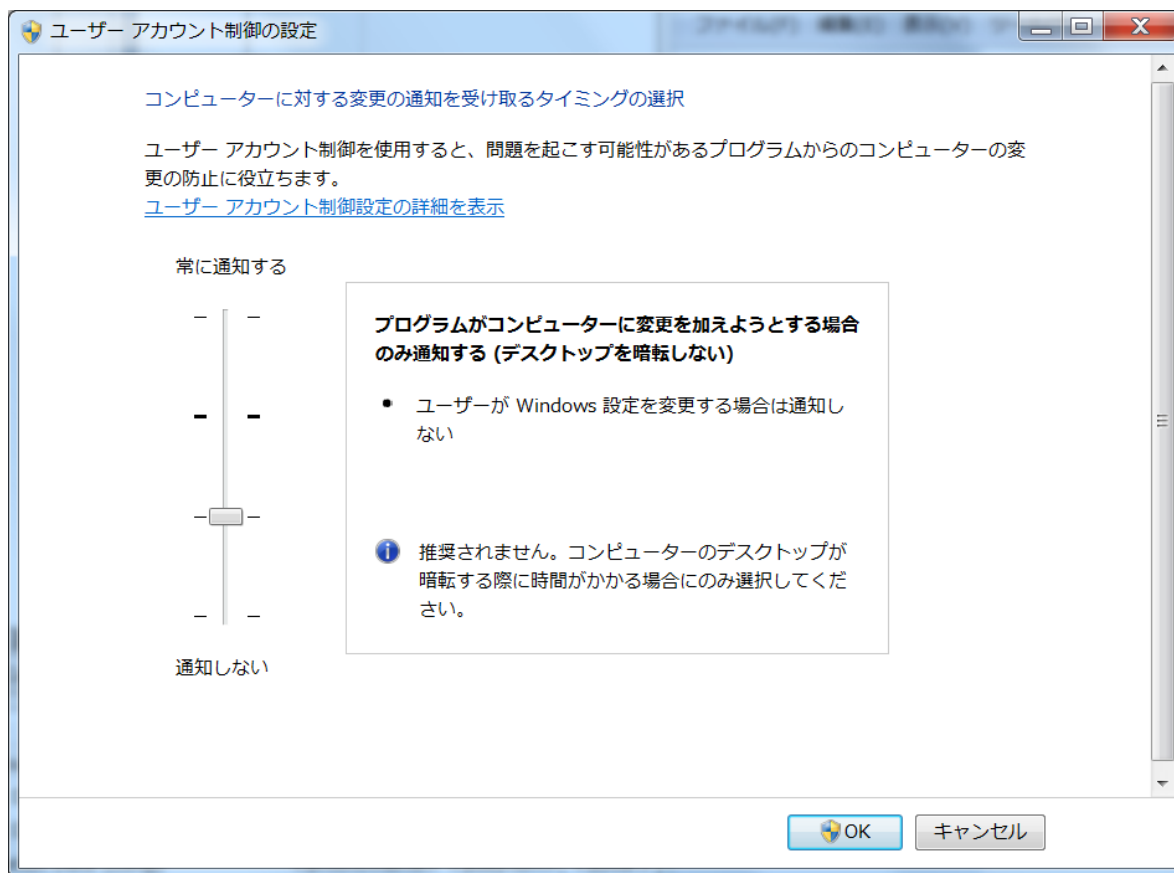 ユーザー アカウント制御の設定
ファイル(F) 編集(E) 表示(V)
コンピューターに対する変更の通知を受け取るタイミングの選択
ユーザー アカウント制御を使用すると、問題を起こす可能性があるプログラムからのコンピューターの変
更の防止に役立ちます。
ユーザー アカウント制御設定の詳細を表示
常に通知する
プログラムがコンピューターに変更を加えようとする場合
のみ通知する (デスクトップを暗転しない)
• ユーザーが Windows 設定を変更する場合は通知し
ない
推奨されません。コンピューターのデスクトップが
暗転する際に時間がかかる場合にのみ選択してくだ
さい。
通知しない
OK キャンセル